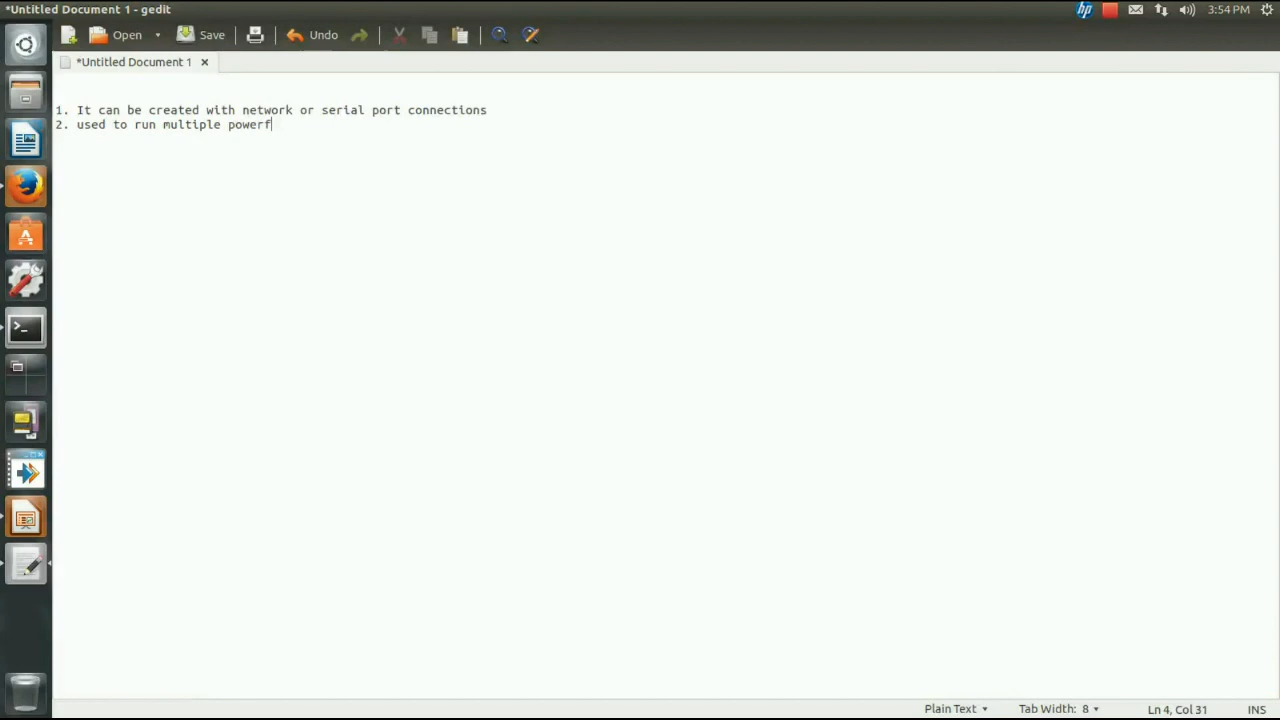 *Untitled Document 1 - gedit
3:54 PM
Open
Save
Undo
*Untitled Document 1
1. It can be created with network or serial port connections
2. used to run multiple powerf
Plain Text
Tab Width: 8
Ln 4, Col 31
INS